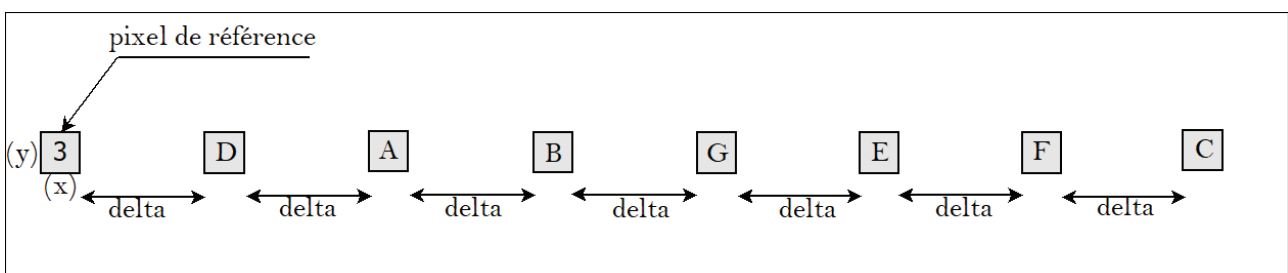 pixel de référence
(y) 3 D A B G E F C
(x)
delta delta delta delta delta delta delta